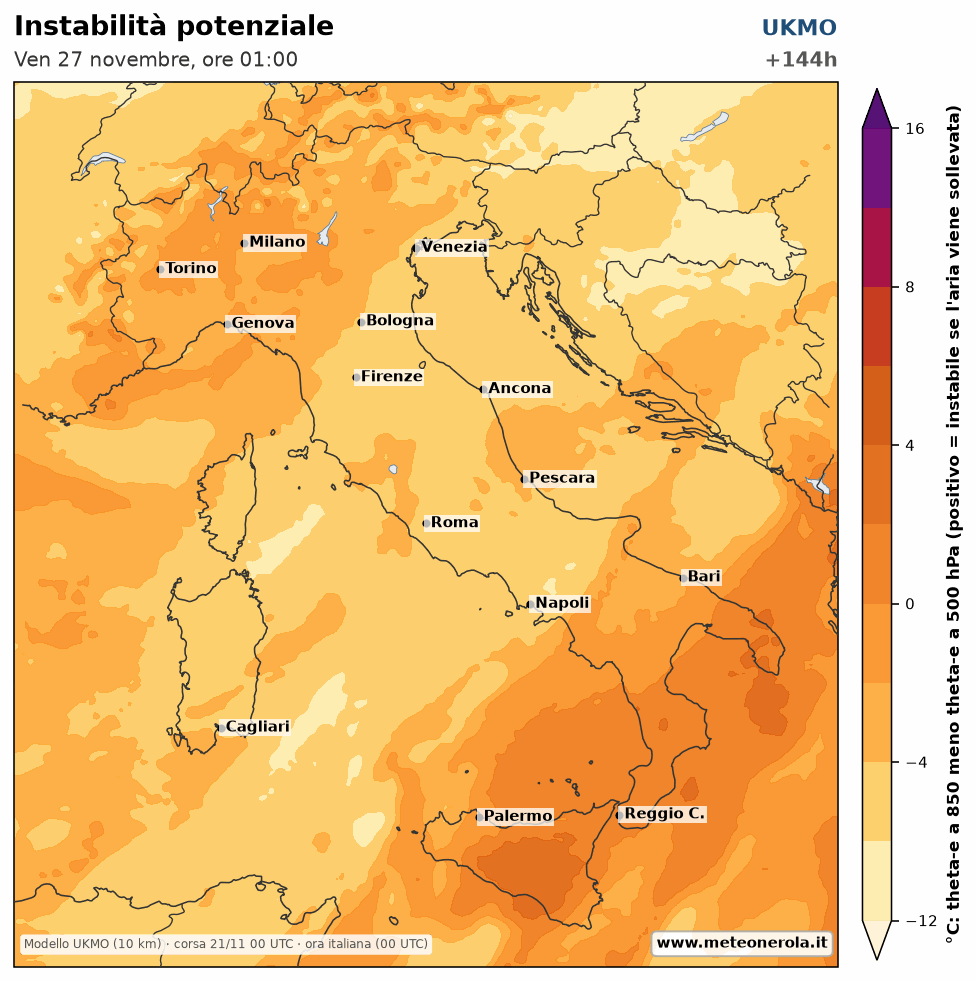 Instabilità potenziale
UKMO
Ven 27 novembre, ore 01:00
+144h
Milano
Venezia
Torino
Genova
Bologna
Firenze
Ancona
Pescara
Roma
Bari
Napoli
Cagliari
Palermo
Reggio C.
16
8
4
0
−4
−12
°C: theta-e a 850 meno theta-e a 500 hPa (positivo = instabile se l'aria viene sollevata)
Modello UKMO (10 km) · corsa 21/11 00 UTC · ora italiana (00 UTC)
www.meteonerola.it